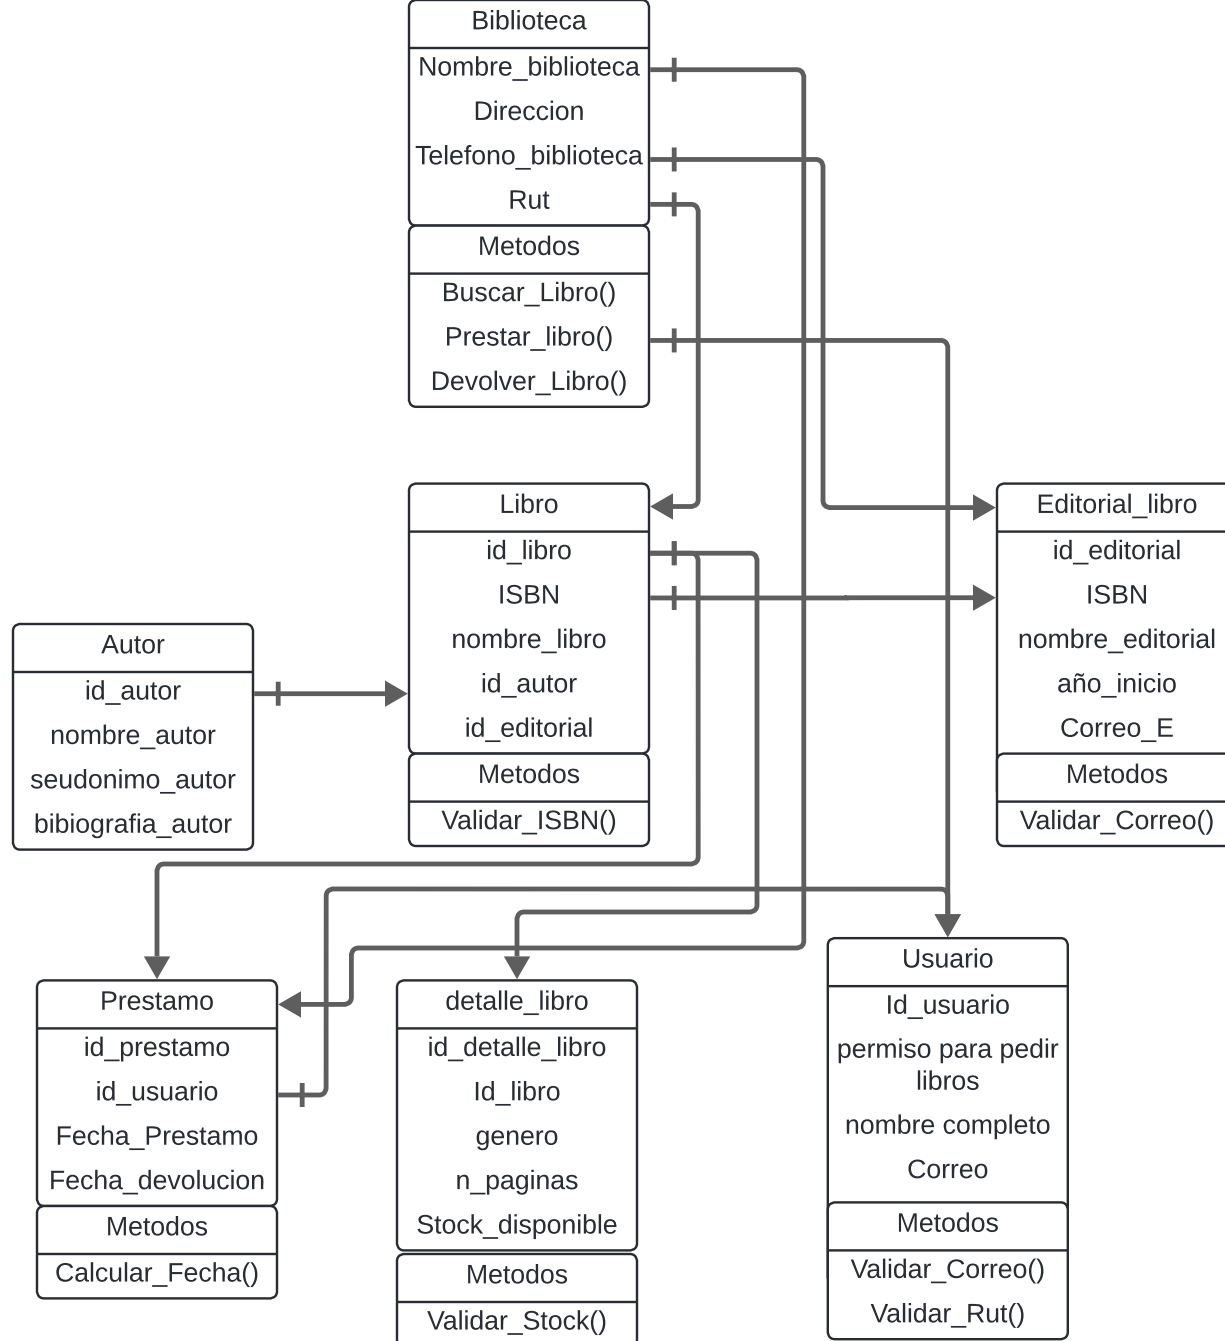 Biblioteca
Nombre_biblioteca
Direccion
Telefono_biblioteca
Rut
Metodos
Buscar_Libro()
Prestar_libro()
Devolver_Libro()
Libro
id_libro
ISBN
nombre_libro
id_autor
id_editorial
Metodos
Validar_ISBN()
Editorial_libro
id_editorial
ISBN
nombre_editorial
año_inicio
Correo_E
Metodos
Validar_Correo()
Autor
id_autor
nombre_autor
seudonimo_autor
bibiografia_autor
Prestamo
id_prestamo
id_usuario
Fecha_Prestamo
Fecha_devolucion
Metodos
Calcular_Fecha()
detalle_libro
id_detalle_libro
Id_libro
genero
n_paginas
Stock_disponible
Metodos
Validar_Stock()
Usuario
Id_usuario
permiso para pedir
libros
nombre completo
Correo
Metodos
Validar_Correo()
Validar_Rut()